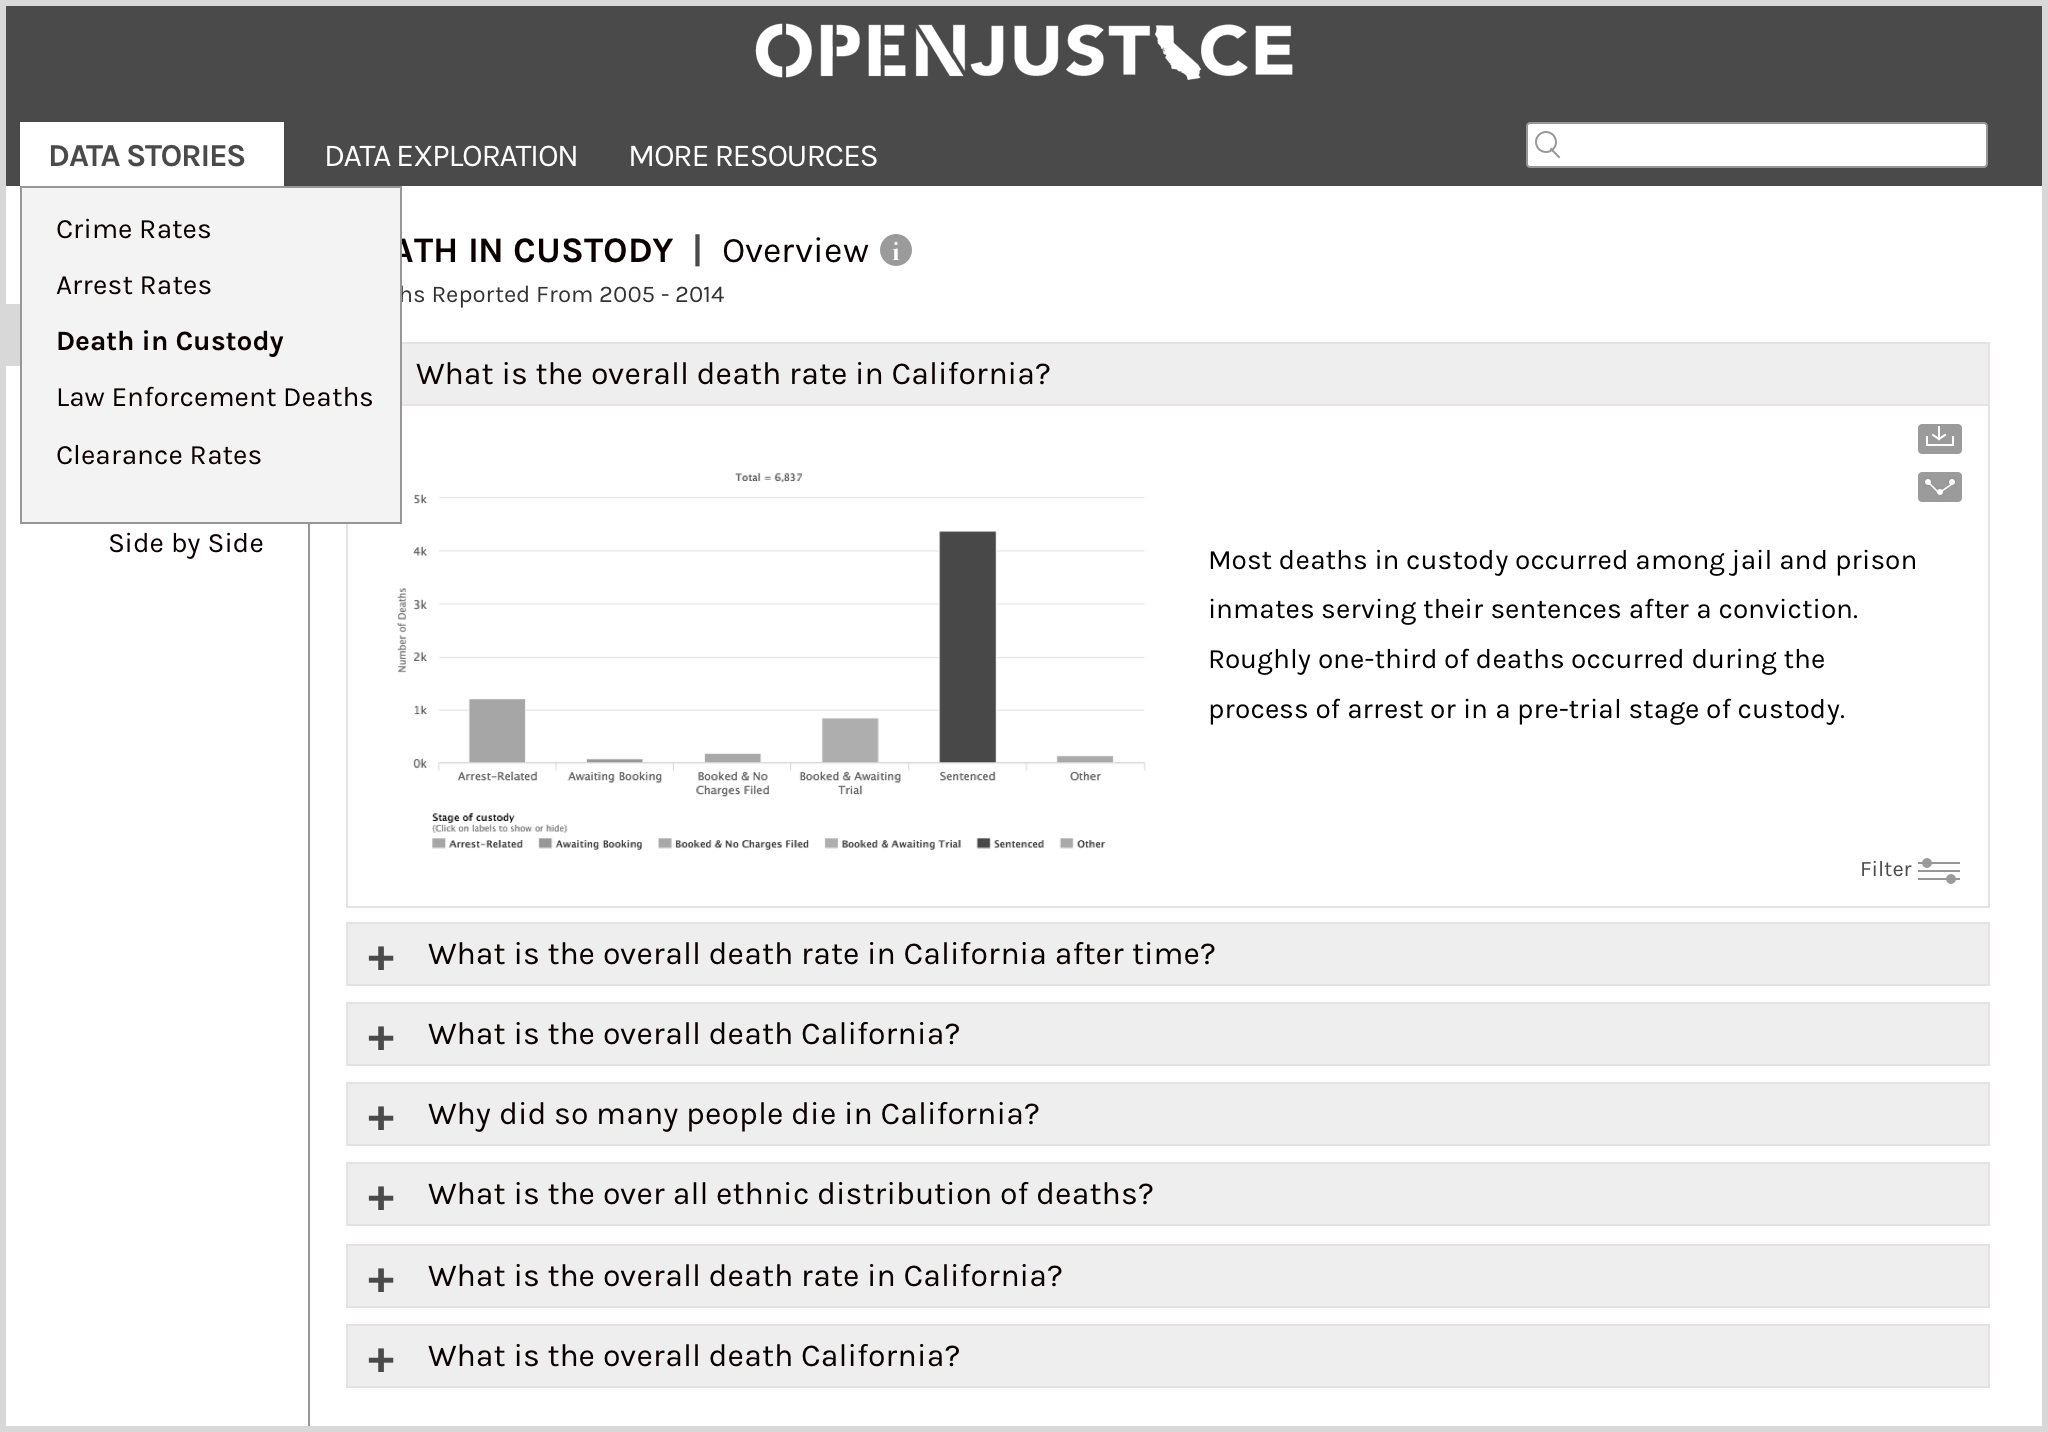 OPENJUSTICE
DATA STORIES
DATA EXPLORATION
MORE RESOURCES
Crime Rates
Arrest Rates
Death in Custody
Law Enforcement Deaths
Clearance Rates
Side by Side
ATH IN CUSTODY | Overview i
hs Reported From 2005 - 2014
What is the overall death rate in California?
Total = 6,837
5k
4k
3k
2k
1k
0k
Number of Deaths
Arrest-Related
Awaiting Booking
Booked & No
Charges Filed
Booked & Awaiting
Trial
Sentenced
Other
Stage of custody
(Click on labels to show or hide)
Arrest-Related Awaiting Booking Booked & No Charges Filed Booked & Awaiting Trial Sentenced Other
Most deaths in custody occurred among jail and prison
inmates serving their sentences after a conviction.
Roughly one-third of deaths occurred during the
process of arrest or in a pre-trial stage of custody.
Filter
+ What is the overall death rate in California after time?
+ What is the overall death California?
+ Why did so many people die in California?
+ What is the over all ethnic distribution of deaths?
+ What is the overall death rate in California?
+ What is the overall death California?